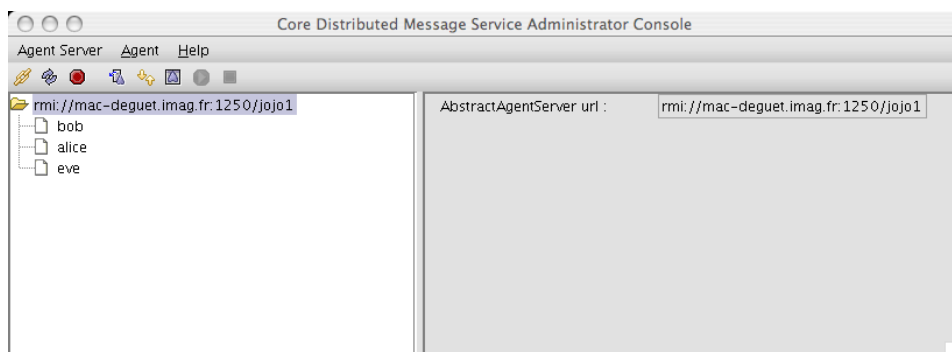 Core Distributed Message Service Administrator Console
Agent Server Agent Help
rmi://mac-deguet.imag.fr:1250/jojo1
bob
alice
eve
AbstractAgentServer url : rmi://mac-deguet.imag.fr:1250/jojo1